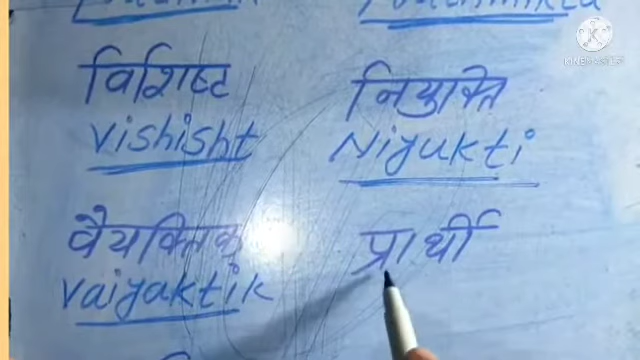 विशिष्ट
Vishisht
नियुक्ति
Niyukti
वैयक्तिक
Vaiyaktik
प्रार्थी